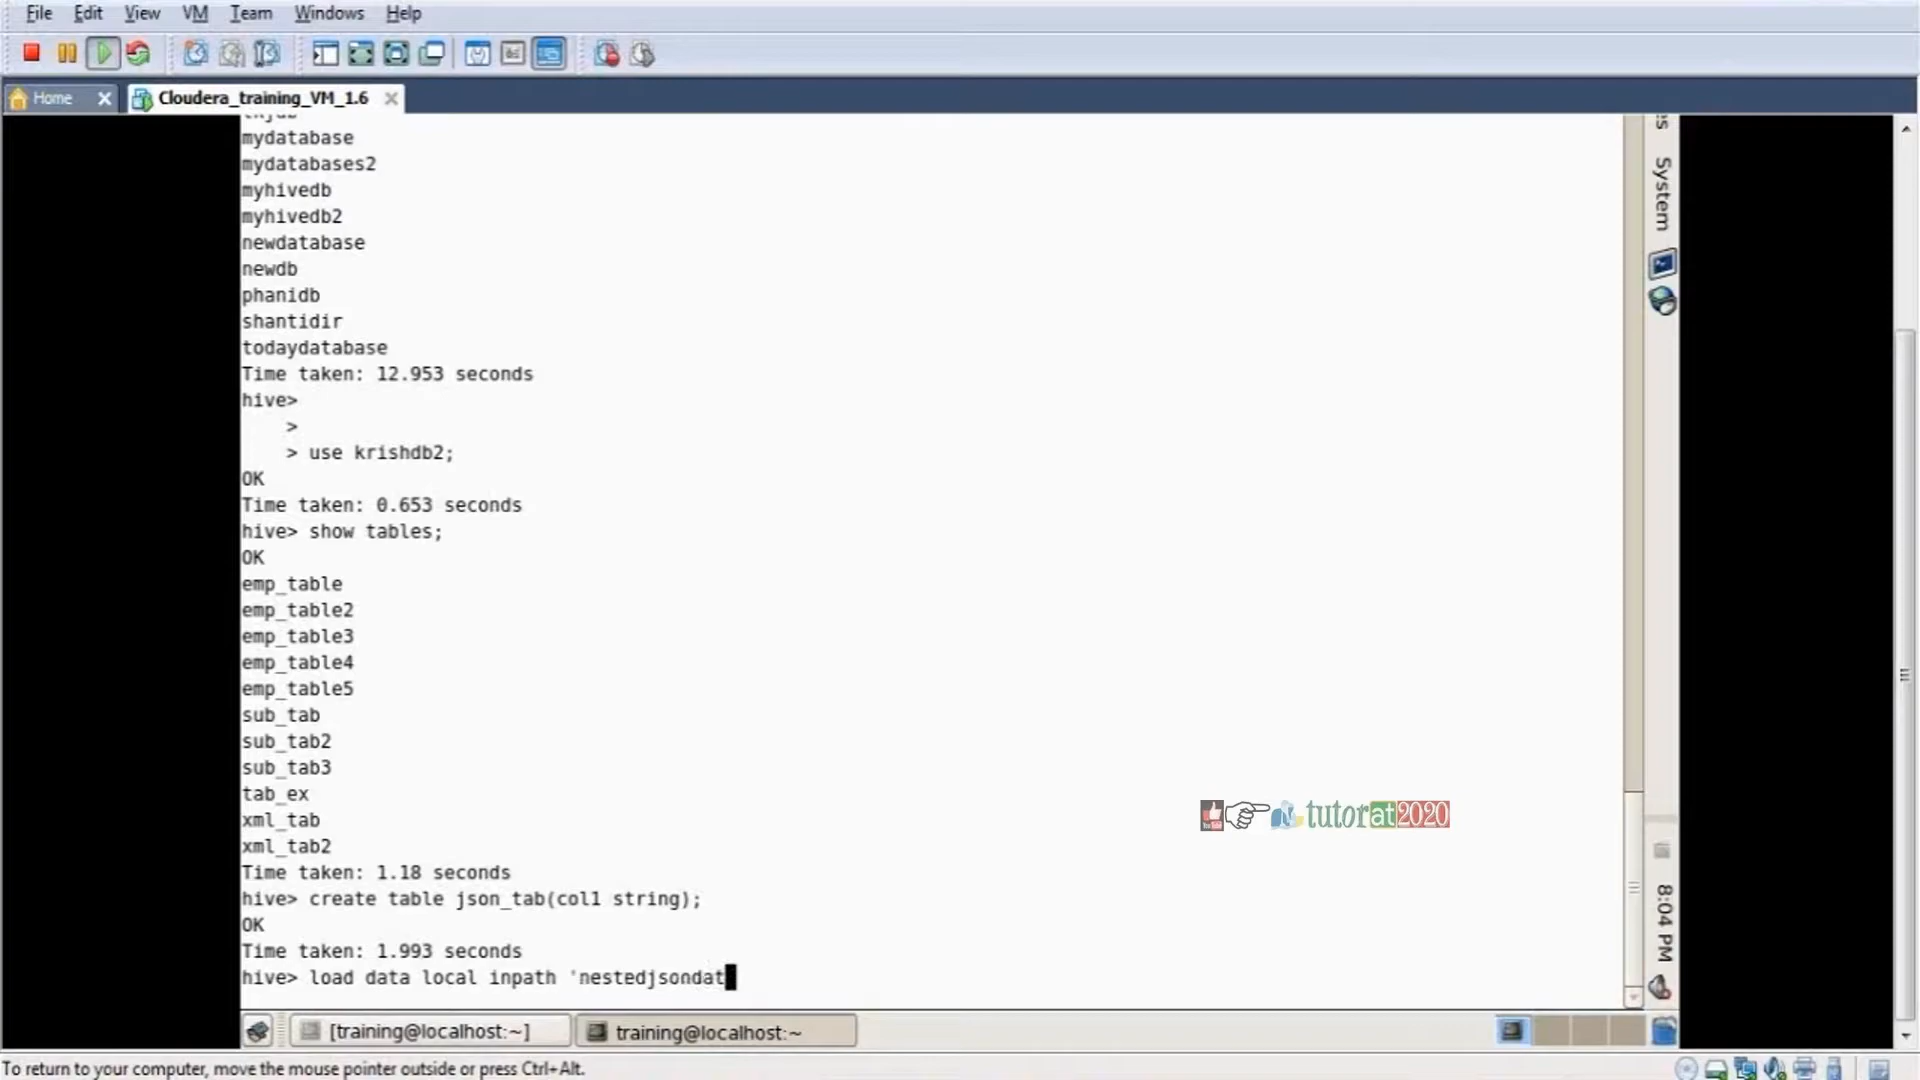 File Edit View VM Team Windows Help
Home
Cloudera_training_VM_1.6
mydatabase
mydatabases2
myhivedb
myhivedb2
newdatabase
newdb
phanidb
shantidir
todaydatabase
Time taken: 12.953 seconds
hive>
>
> use krishdb2;
OK
Time taken: 0.653 seconds
hive> show tables;
OK
emp_table
emp_table2
emp_table3
emp_table4
emp_table5
sub_tab
sub_tab2
sub_tab3
tab_ex
xml_tab
xml_tab2
Time taken: 1.18 seconds
hive> create table json_tab(col1 string);
OK
Time taken: 1.993 seconds
hive> load data local inpath 'nestedjsondat
System
tutorat2020
8:04 PM
[training@localhost:~]
training@localhost:~
To return to your computer, move the mouse pointer outside or press Ctrl+Alt.